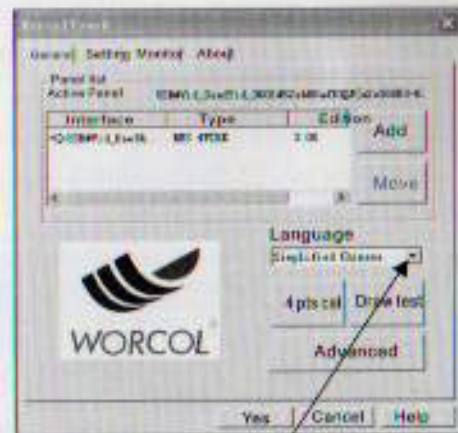 General Setting Monitor About
Panel list
Active Panel
Interface Type Edition
Add
Move
Language
Simplified Chinese
4 pts cal Draw test
WORCOL
Advanced
Yes Cancel Help